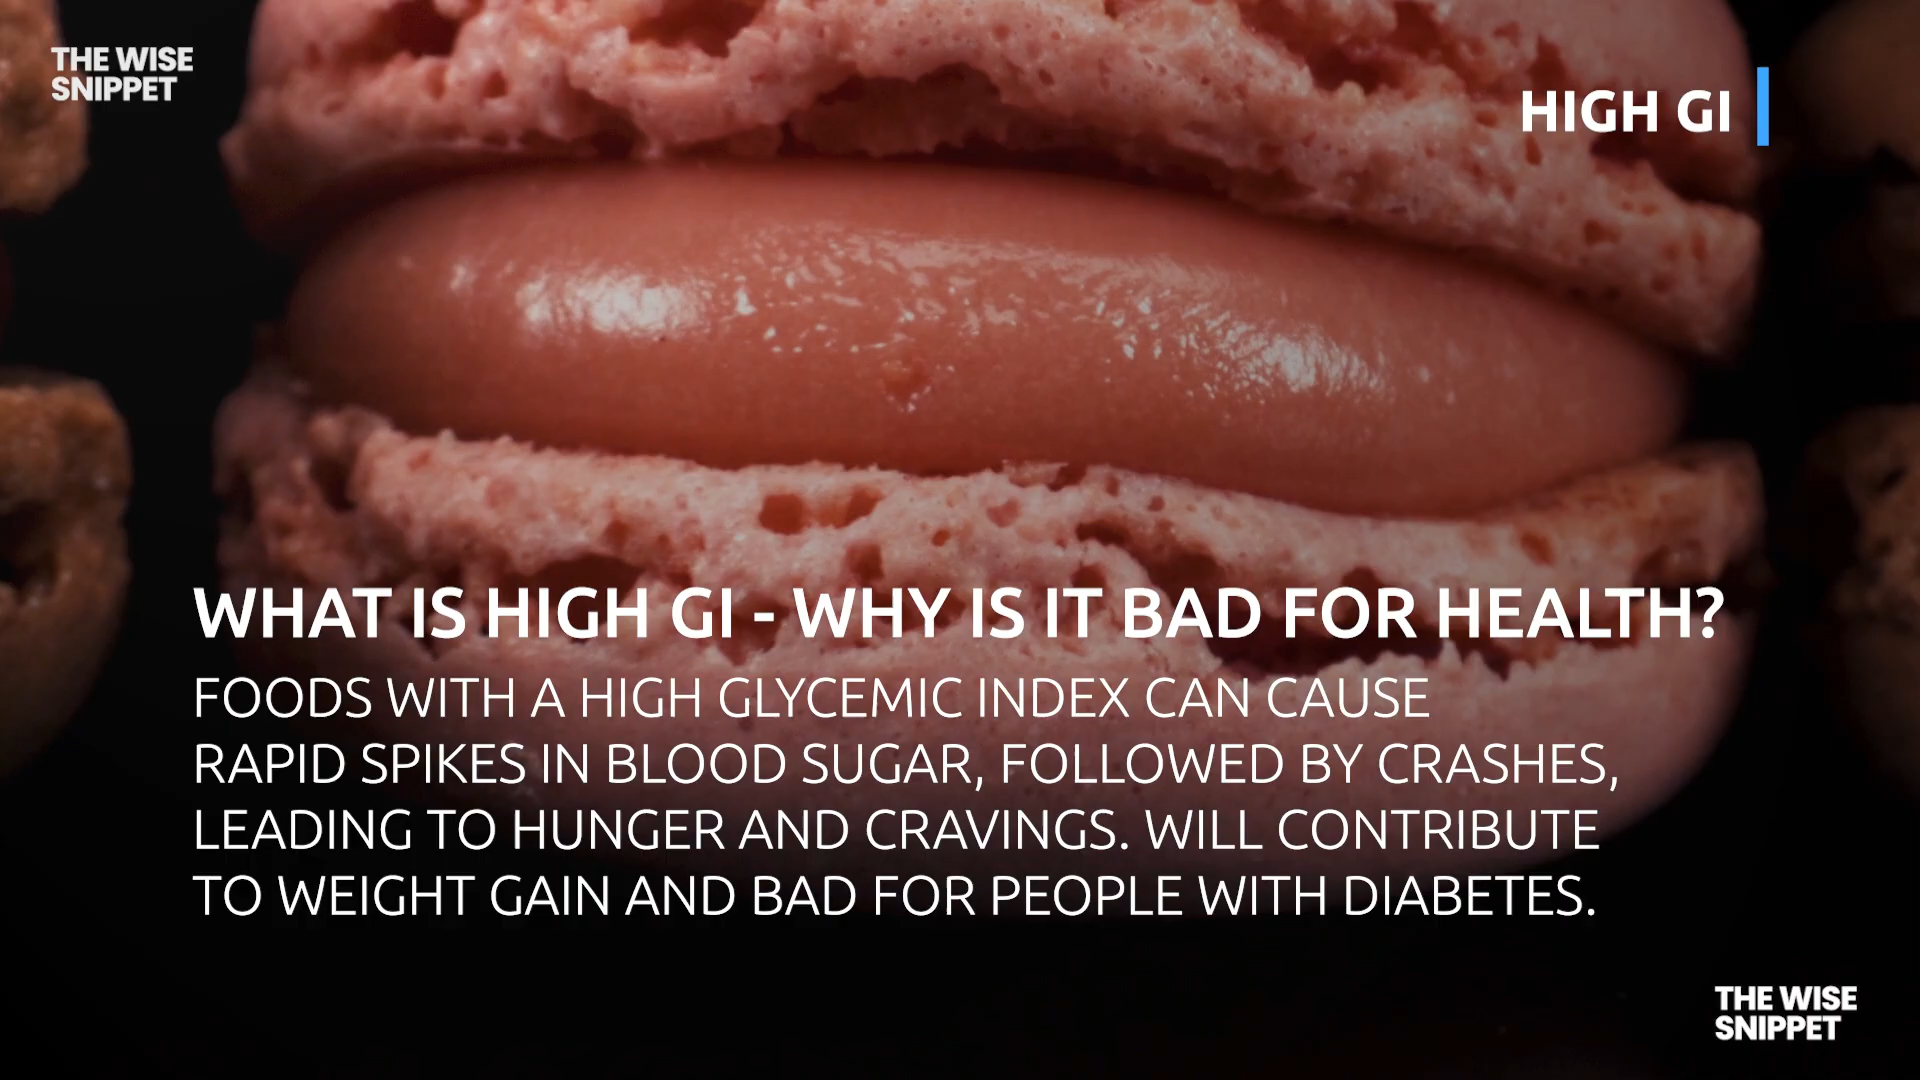 THE WISE
SNIPPET
HIGH GI
WHAT IS HIGH GI - WHY IS IT BAD FOR HEALTH?
FOODS WITH A HIGH GLYCEMIC INDEX CAN CAUSE
RAPID SPIKES IN BLOOD SUGAR, FOLLOWED BY CRASHES,
LEADING TO HUNGER AND CRAVINGS. WILL CONTRIBUTE
TO WEIGHT GAIN AND BAD FOR PEOPLE WITH DIABETES.
THE WISE
SNIPPET